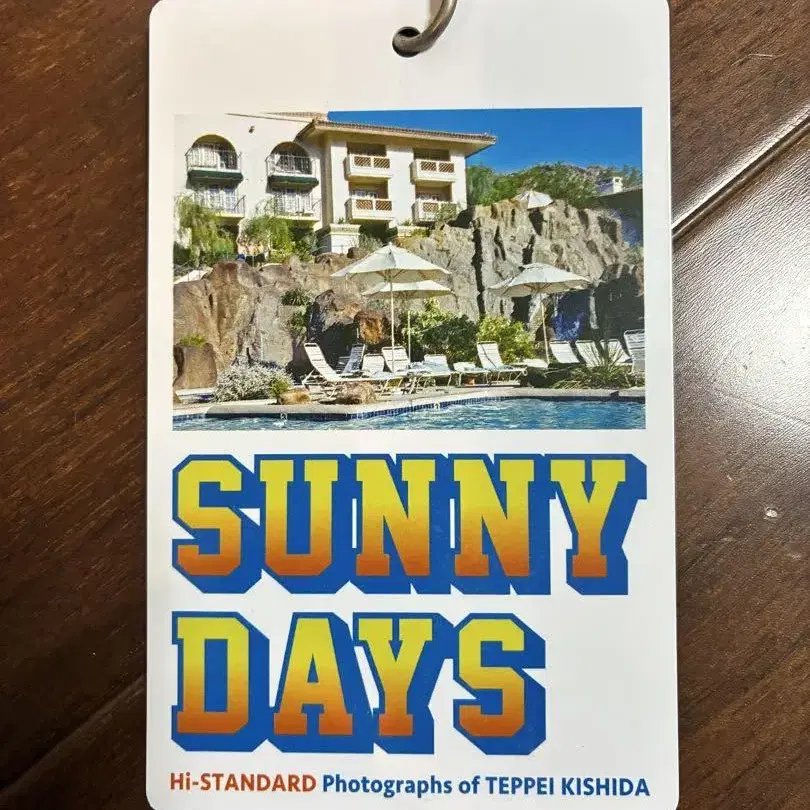 SUNNY
DAYS
Hi-STANDARD Photographs of TEPPEI KISHIDA